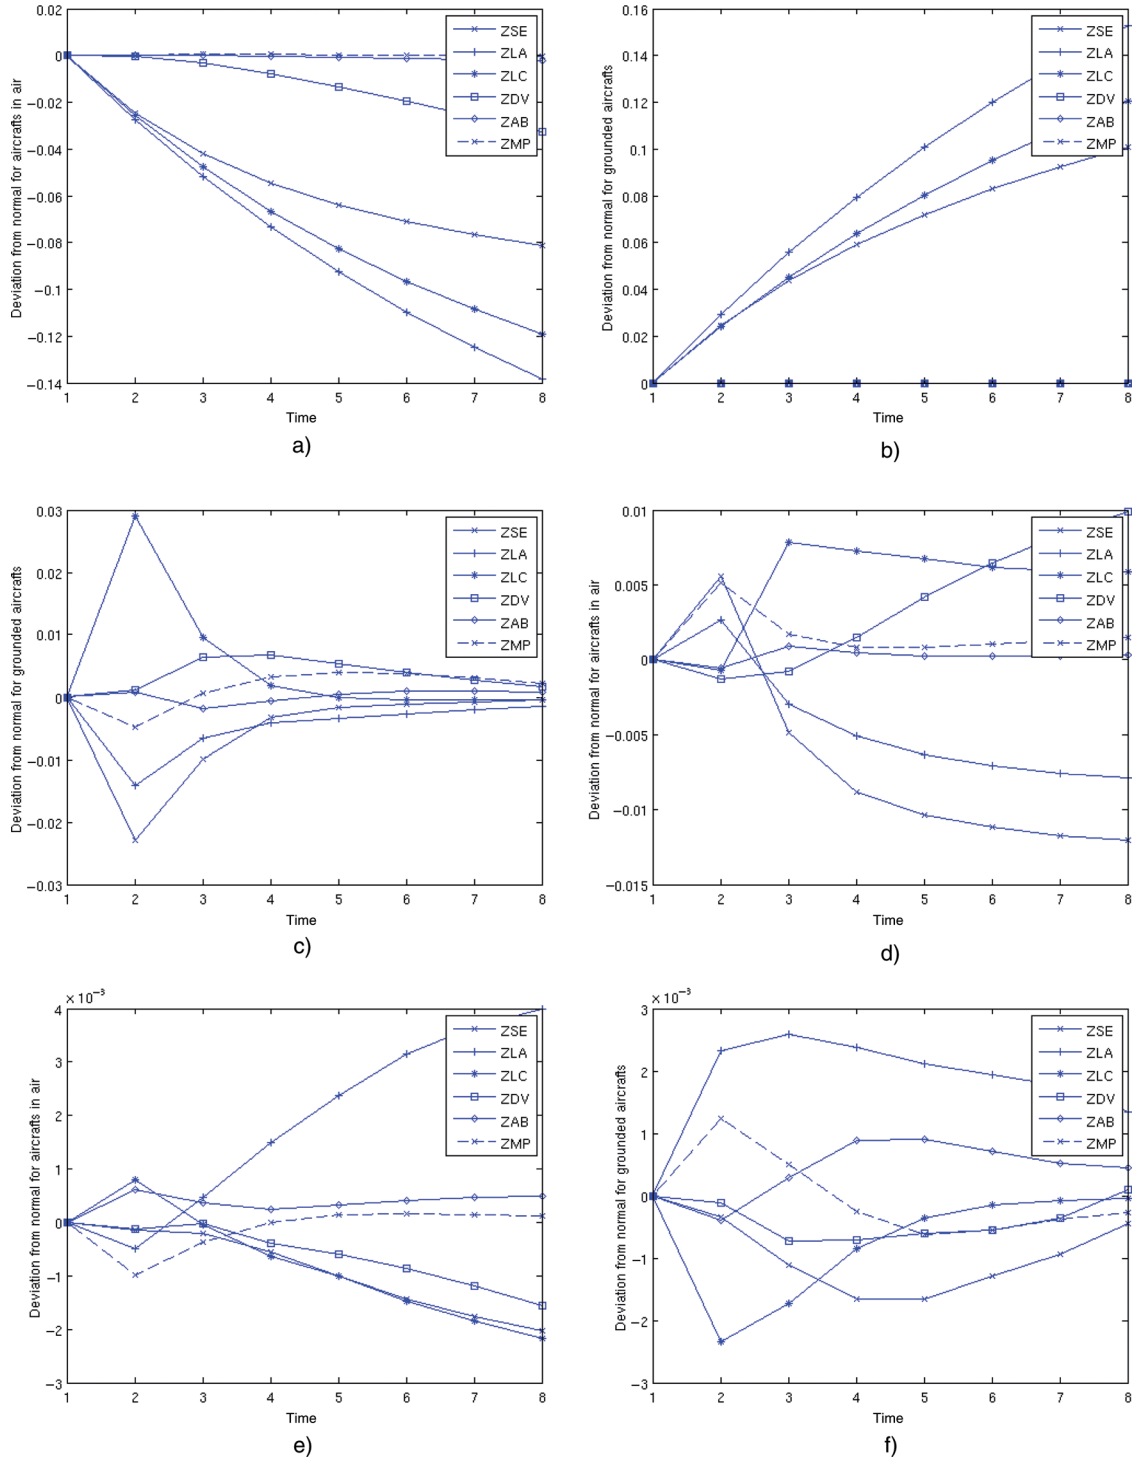 0.02
0
−0.02
−0.04
−0.06
−0.08
−0.1
−0.12
−0.14
1 2 3 4 5 6 7 8
Deviation from normal for aircrafts in air
Time
ZSE
ZLA
ZLC
ZDV
ZAB
ZMP
a)
0.16
0.14
0.12
0.1
0.08
0.06
0.04
0.02
0
1 2 3 4 5 6 7 8
Deviation from normal for grounded aircrafts
Time
ZSE
ZLA
ZLC
ZDV
ZAB
ZMP
b)
0.03
0.02
0.01
0
−0.01
−0.02
−0.03
1 2 3 4 5 6 7 8
Deviation from normal for grounded aircrafts
Time
ZSE
ZLA
ZLC
ZDV
ZAB
ZMP
c)
0.01
0.005
0
−0.005
−0.01
−0.015
1 2 3 4 5 6 7 8
Deviation from normal for aircrafts in air
Time
ZSE
ZLA
ZLC
ZDV
ZAB
ZMP
d)
× 10⁻³
4
3
2
1
0
−1
−2
−3
1 2 3 4 5 6 7 8
Deviation from normal for aircrafts in air
Time
ZSE
ZLA
ZLC
ZDV
ZAB
ZMP
e)
× 10⁻³
3
2
1
0
−1
−2
−3
1 2 3 4 5 6 7 8
Deviation from normal for grounded aircrafts
Time
ZSE
ZLA
ZLC
ZDV
ZAB
ZMP
f)